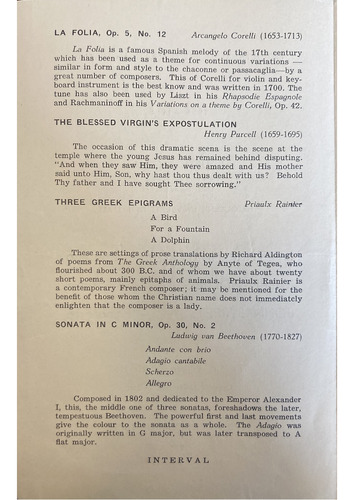 LA FOLIA, Op. 5, No. 12 Arcangelo Corelli (1653-1713)
La Folia is a famous Spanish melody of the 17th century
which has been used as a theme for continuous variations —
similar in form and style to the chaconne or passacaglia—by a
great number of composers. This of Corelli for violin and key-
board instrument is the best know and was written in 1700. The
tune has also been used by Liszt in his Rhapsodie Espagnole
and Rachmaninoff in his Variations on a theme by Corelli, Op. 42.
THE BLESSED VIRGIN'S EXPOSTULATION
Henry Purcell (1659-1695)
The occasion of this dramatic scena is the scene at the
temple where the young Jesus has remained behind disputing.
"And when they saw Him, they were amazed and His mother
said unto Him, Son, why hast thou thus dealt with us? Behold
Thy father and I have sought Thee sorrowing."
THREE GREEK EPIGRAMS Priaulx Rainier
A Bird
For a Fountain
A Dolphin
These are settings of prose translations by Richard Aldington
of poems from The Greek Anthology by Anyte of Tegea, who
flourished about 300 B.C. and of whom we have about twenty
short poems, mainly epitaphs of animals. Priaulx Rainier is
a contemporary French composer; it may be mentioned for the
benefit of those whom the Christian name does not immediately
enlighten that the composer is a lady.
SONATA IN C MINOR, Op. 30, No. 2
Ludwig van Beethoven (1770-1827)
Andante con brio
Adagio cantabile
Scherzo
Allegro
Composed in 1802 and dedicated to the Emperor Alexander
I, this, the middle one of three sonatas, foreshadows the later,
tempestuous Beethoven. The powerful first and last movements
give the colour to the sonata as a whole. The Adagio was
originally written in G major, but was later transposed to A
flat major.
INTERVAL